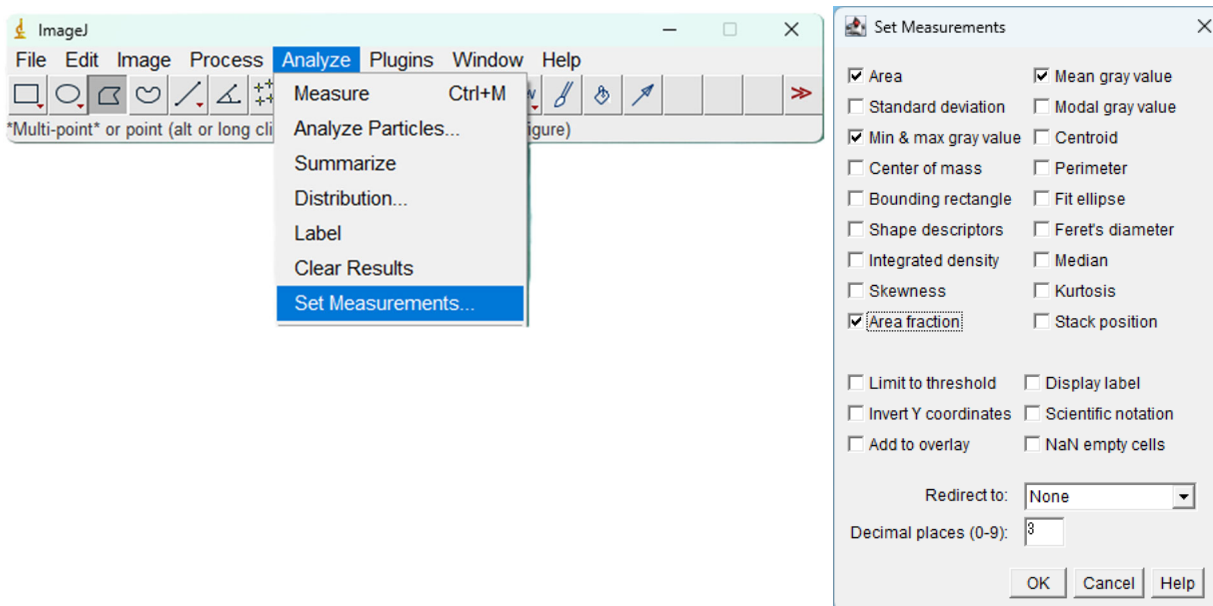 ImageJ
File Edit Image Process Analyze Plugins Window Help
*Multi-point* or point (alt or long cli
igure)
Measure Ctrl+M
Analyze Particles...
Summarize
Distribution...
Label
Clear Results
Set Measurements...
Set Measurements
Area Mean gray value
Standard deviation Modal gray value
Min & max gray value Centroid
Center of mass Perimeter
Bounding rectangle Fit ellipse
Shape descriptors Feret's diameter
Integrated density Median
Skewness Kurtosis
Area fraction Stack position
Limit to threshold Display label
Invert Y coordinates Scientific notation
Add to overlay NaN empty cells
Redirect to: None
Decimal places (0-9): 3
OK Cancel Help